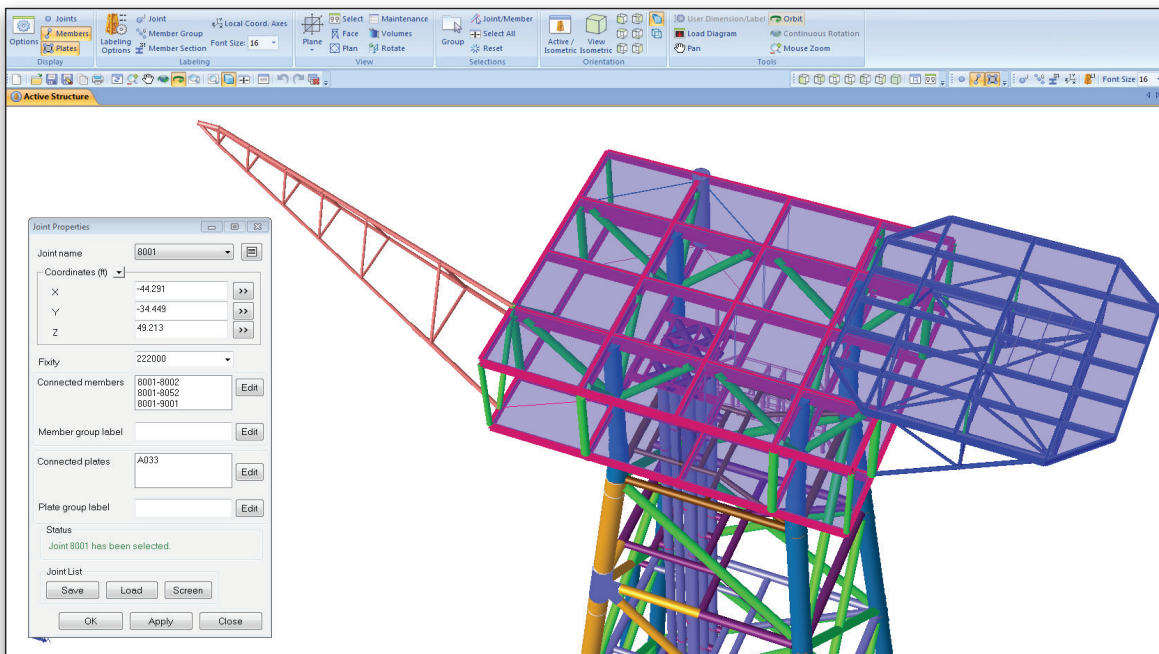 Options
Joints
Members
Plates
Display
Labeling Options
Joint
Member Group
Member Section
Local Coord. Axes
Font Size: 16
Labeling
Plane
Select
Face
Plan
Maintenance
Volumes
Rotate
View
Group
Joint/Member
Select All
Reset
Selections
Active / Isometric
View Isometric
Orientation
User Dimension/Label
Load Diagram
Pan
Orbit
Continuous Rotation
Mouse Zoom
Tools
Font Size 16
Active Structure
Joint Properties
Joint name
8001
Coordinates (ft)
X
-44.291
>>
Y
-34.449
>>
Z
49.213
>>
Fixity
222000
Connected members
8001-8002
8001-8052
8001-9001
Edit
Member group label
Edit
Connected plates
A033
Edit
Plate group label
Edit
Status
Joint 8001 has been selected.
Joint List
Save
Load
Screen
OK
Apply
Close